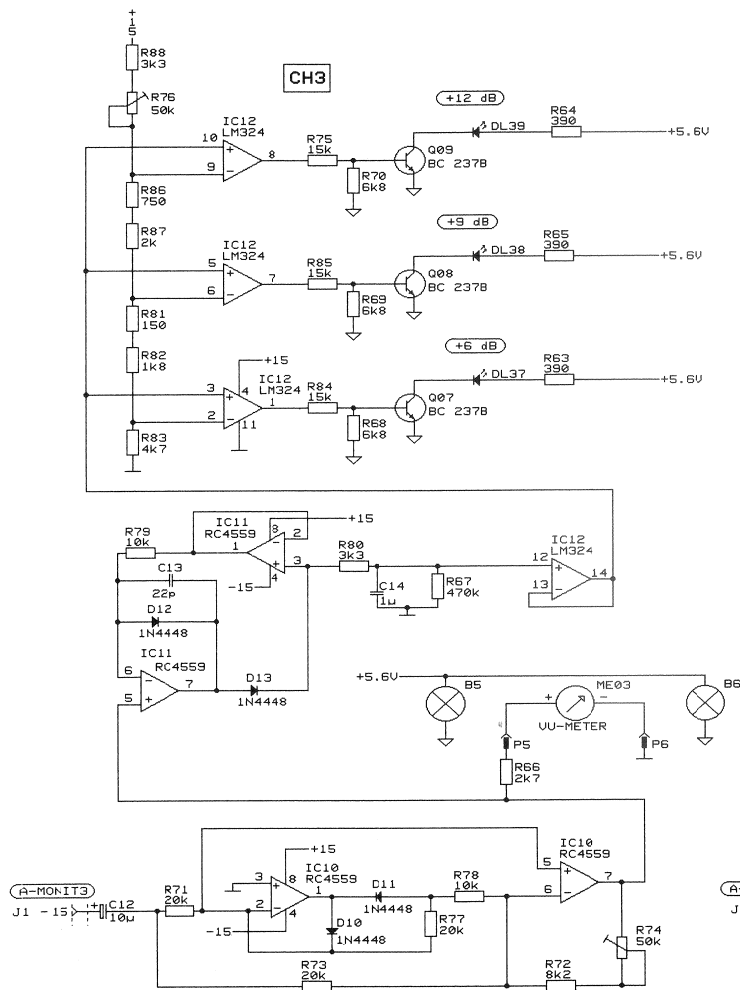 +
1
5
R88
3k3
R76
50k
CH3
+12 dB
IC12
LM324
10
9
8
R75
15k
R70
6k8
Q09
BC 237B
DL39
R64
390
+5.6V
R86
750
R87
2k
+9 dB
IC12
LM324
5
6
7
R85
15k
R69
6k8
Q08
BC 237B
DL38
R65
390
+5.6V
R81
150
R82
1k8
+6 dB
+15
IC12
LM324
3
2
4
11
1
R84
15k
R68
6k8
Q07
BC 237B
DL37
R63
390
+5.6V
R83
4k7
R79
10k
IC11
RC4559
1
8
2
3
4
+15
-15
R80
3k3
C14
1µ
R67
470k
IC12
LM324
12
13
14
C13
22p
D12
1N4448
IC11
RC4559
6
5
7
D13
1N4448
+5.6V
B5
ME03
+
-
VU-METER
B6
P5
P6
R66
2k7
A-MONIT3
J1 -15
+
C12
10µ
R71
20k
+15
3
2
8
4
1
IC10
RC4559
-15
D11
D10
1N4448
R77
20k
R78
10k
IC10
RC4559
5
6
7
R74
50k
R73
20k
R72
8k2
A-
J